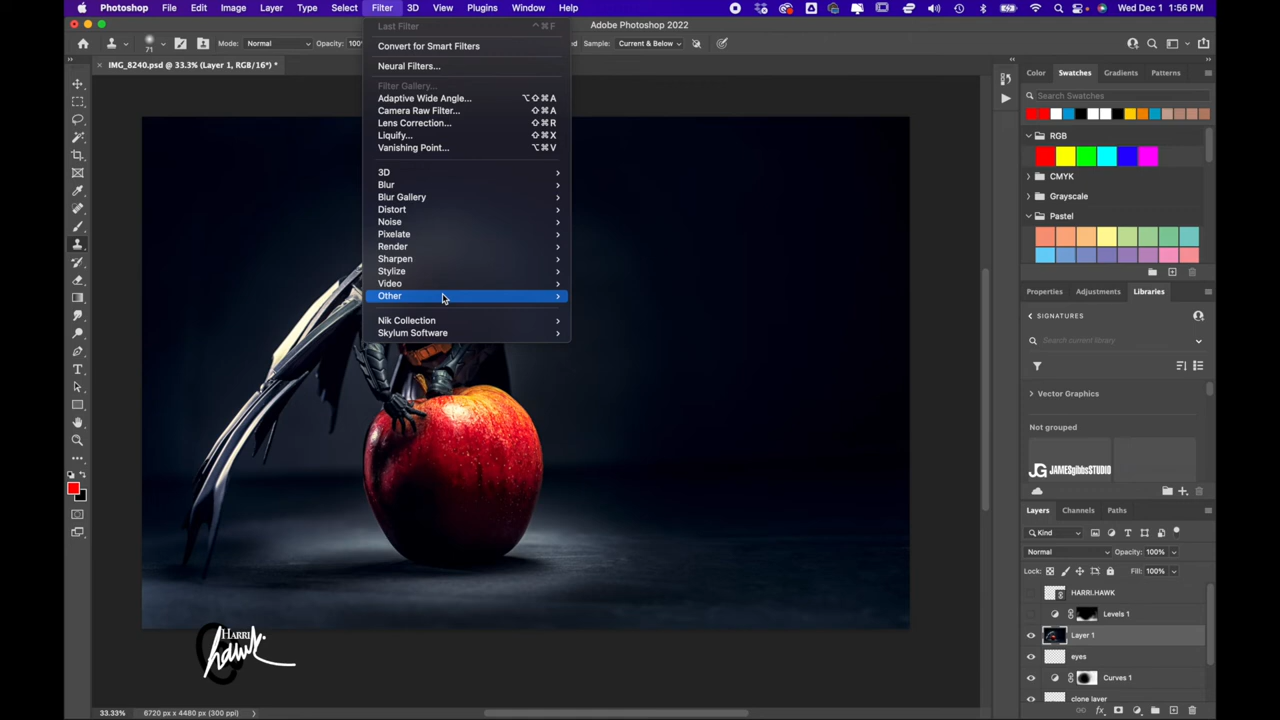 Photoshop File Edit Image Layer Type Select Filter 3D View Plugins Window Help Wed Dec 1 1:56 PM
Adobe Photoshop 2022
71 Mode: Normal Opacity: 100 Sample: Current & Below
IMG_8240.psd @ 33.3% (Layer 1, RGB/16*) *
Last Filter ^⌘F
Convert for Smart Filters
Neural Filters...
Filter Gallery...
Adaptive Wide Angle... ⌥⇧⌘A
Camera Raw Filter... ⇧⌘A
Lens Correction... ⇧⌘R
Liquify... ⇧⌘X
Vanishing Point... ⌥⌘V
3D
Blur
Blur Gallery
Distort
Noise
Pixelate
Render
Sharpen
Stylize
Video
Other
Nik Collection
Skylum Software
Color Swatches Gradients Patterns
Search Swatches
RGB
CMYK
Grayscale
Pastel
Properties Adjustments Libraries
SIGNATURES
Search current library
Vector Graphics
Not grouped
JG JAMESgibbsSTUDIO
Layers Channels Paths
Kind
Normal Opacity: 100%
Lock: Fill: 100%
HARRI.HAWK
Levels 1
Layer 1
eyes
Curves 1
clone layer
HARRI
hawk
33.33% 6720 px x 4480 px (300 ppi)